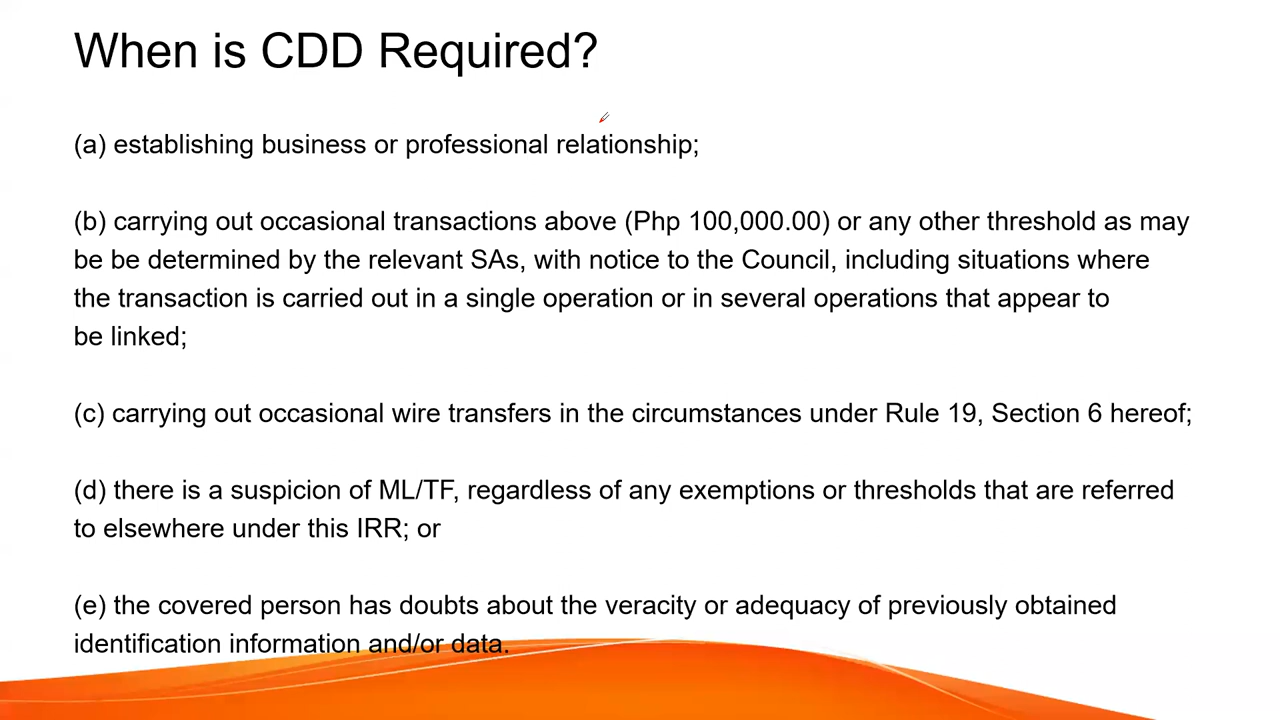 When is CDD Required?
(a) establishing business or professional relationship;
(b) carrying out occasional transactions above (Php 100,000.00) or any other threshold as may
be be determined by the relevant SAs, with notice to the Council, including situations where
the transaction is carried out in a single operation or in several operations that appear to
be linked;
(c) carrying out occasional wire transfers in the circumstances under Rule 19, Section 6 hereof;
(d) there is a suspicion of ML/TF, regardless of any exemptions or thresholds that are referred
to elsewhere under this IRR; or
(e) the covered person has doubts about the veracity or adequacy of previously obtained
identification information and/or data.